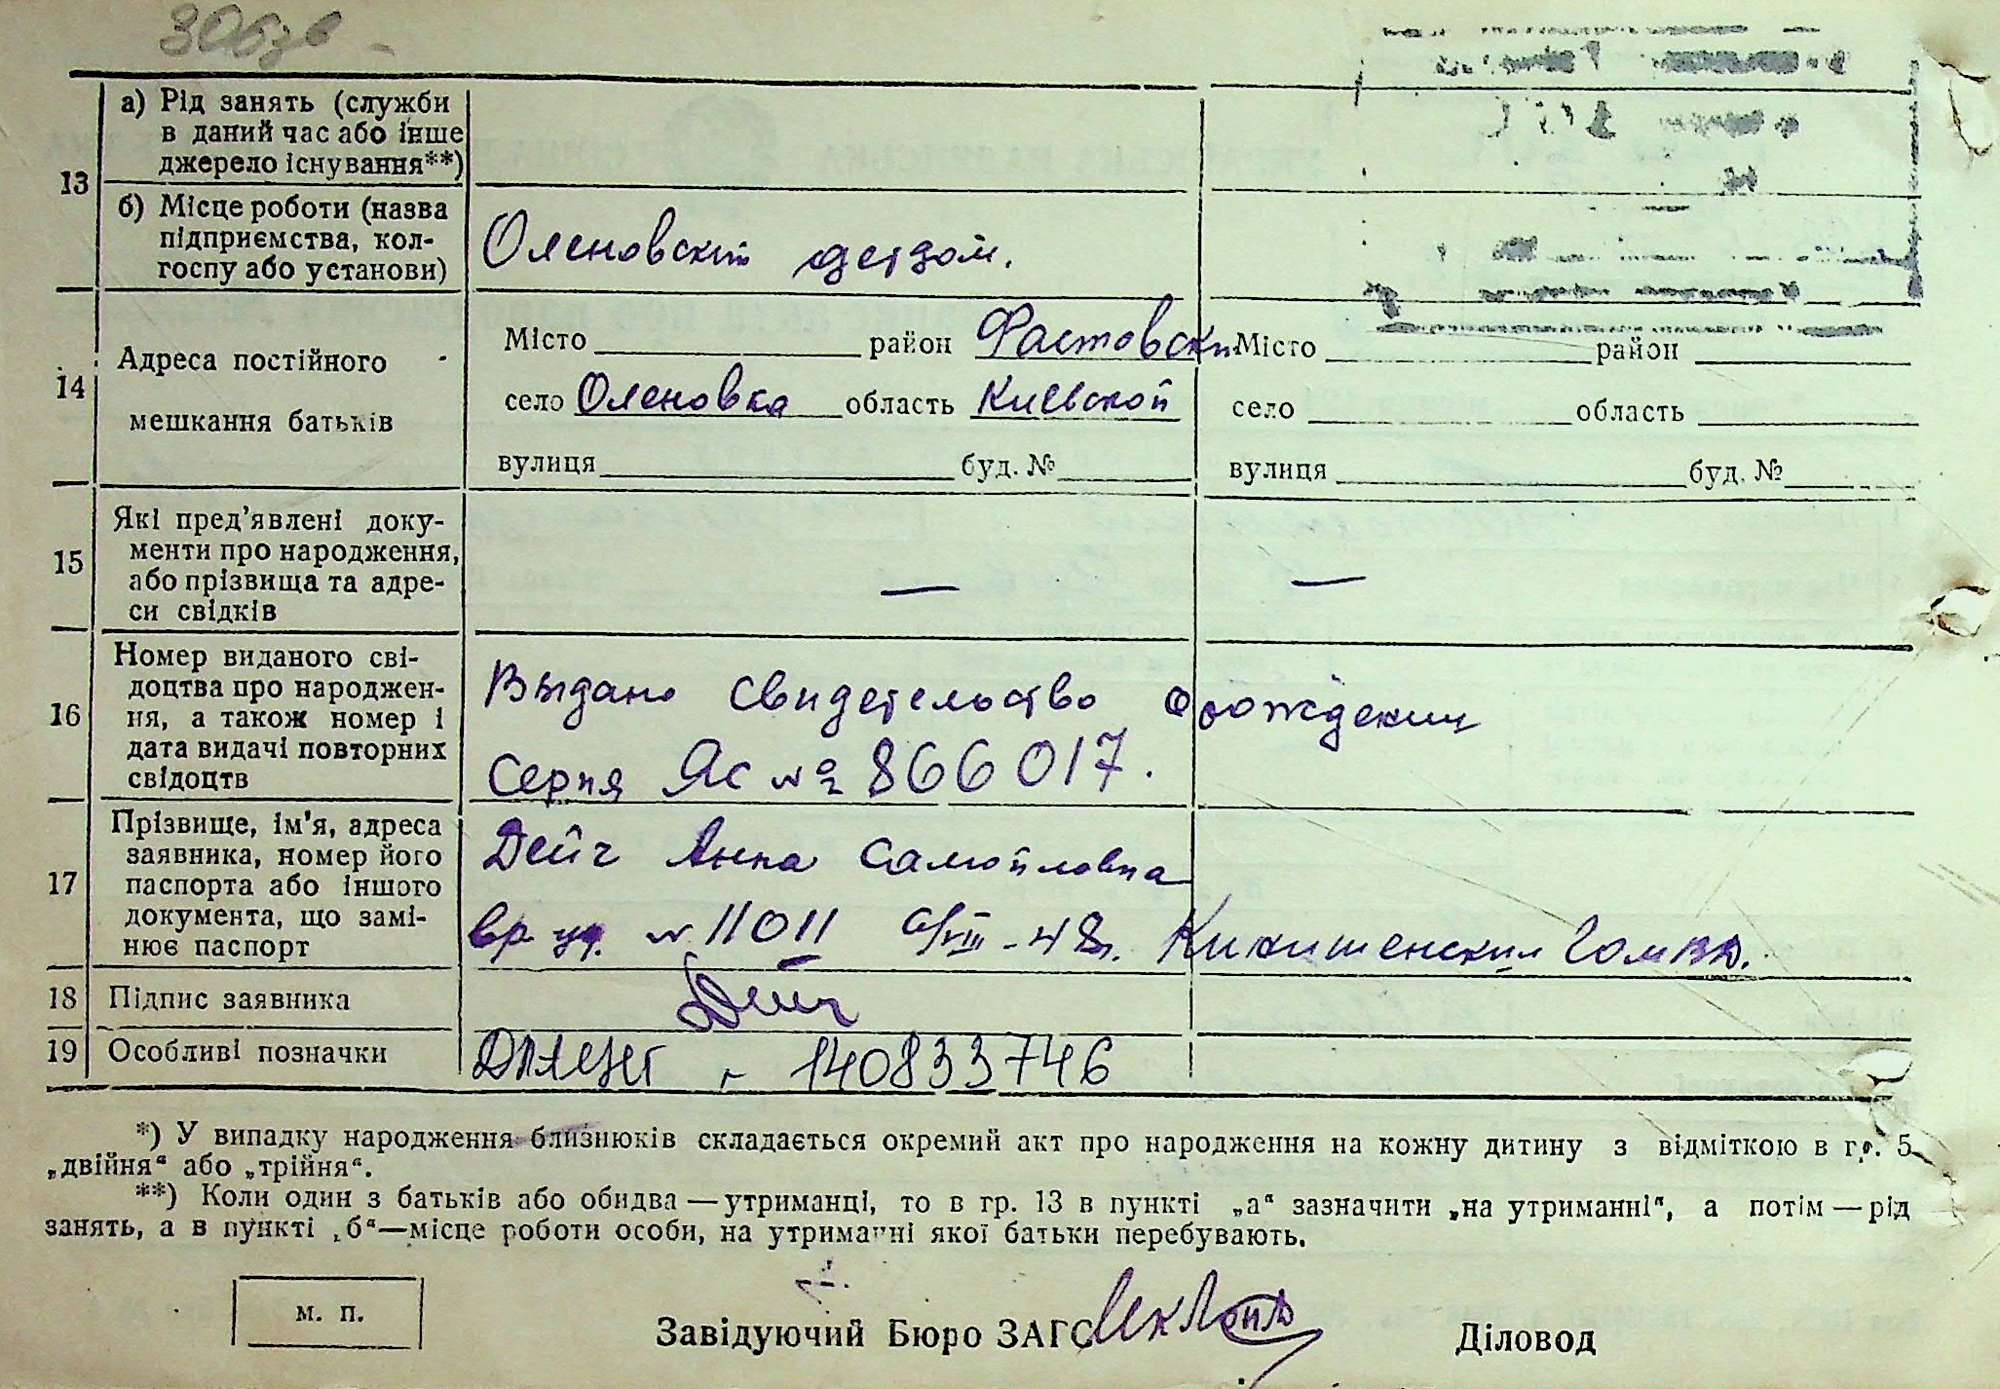 13
а) Рід занять (служби
в даний час або інше
джерело існування**)
б) Місце роботи (назва
підприємства, кол-
госпу або установи)
Оленовский детдом.
14
Адреса постійного
мешкання батьків
Місто район Фастовски
село Оленовка область Киевской
вулиця буд. №
Місто район
село область
вулиця буд. №
15
Які пред'явлені доку-
менти про народження,
або прізвища та адре-
си свідків
—
—
16
Номер виданого сві-
доцтва про народжен-
ня, а також номер і
дата видачі повторних
свідоцтв
Выдано свидетельство о рождении
Серия Яс № 866017.
17
Прізвище, ім'я, адреса
заявника, номер його
паспорта або іншого
документа, що замі-
нює паспорт
Дейч Анна Самойловна
вр. уд. № 11011
18
Підпис заявника
Дейч
19
Особливі позначки
140833746
*) У випадку народження близнюків складається окремий акт про народження на кожну дитину з відміткою в гр. 5
„двійня“ або „трійня“.
**) Коли один з батьків або обидва — утриманці, то в гр. 13 в пункті „а“ зазначити „на утриманні“, а потім — рід
занять, а в пункті „б“—місце роботи особи, на утриманні якої батьки перебувають.
м. п.
Завідуючий Бюро ЗАГС
Діловод